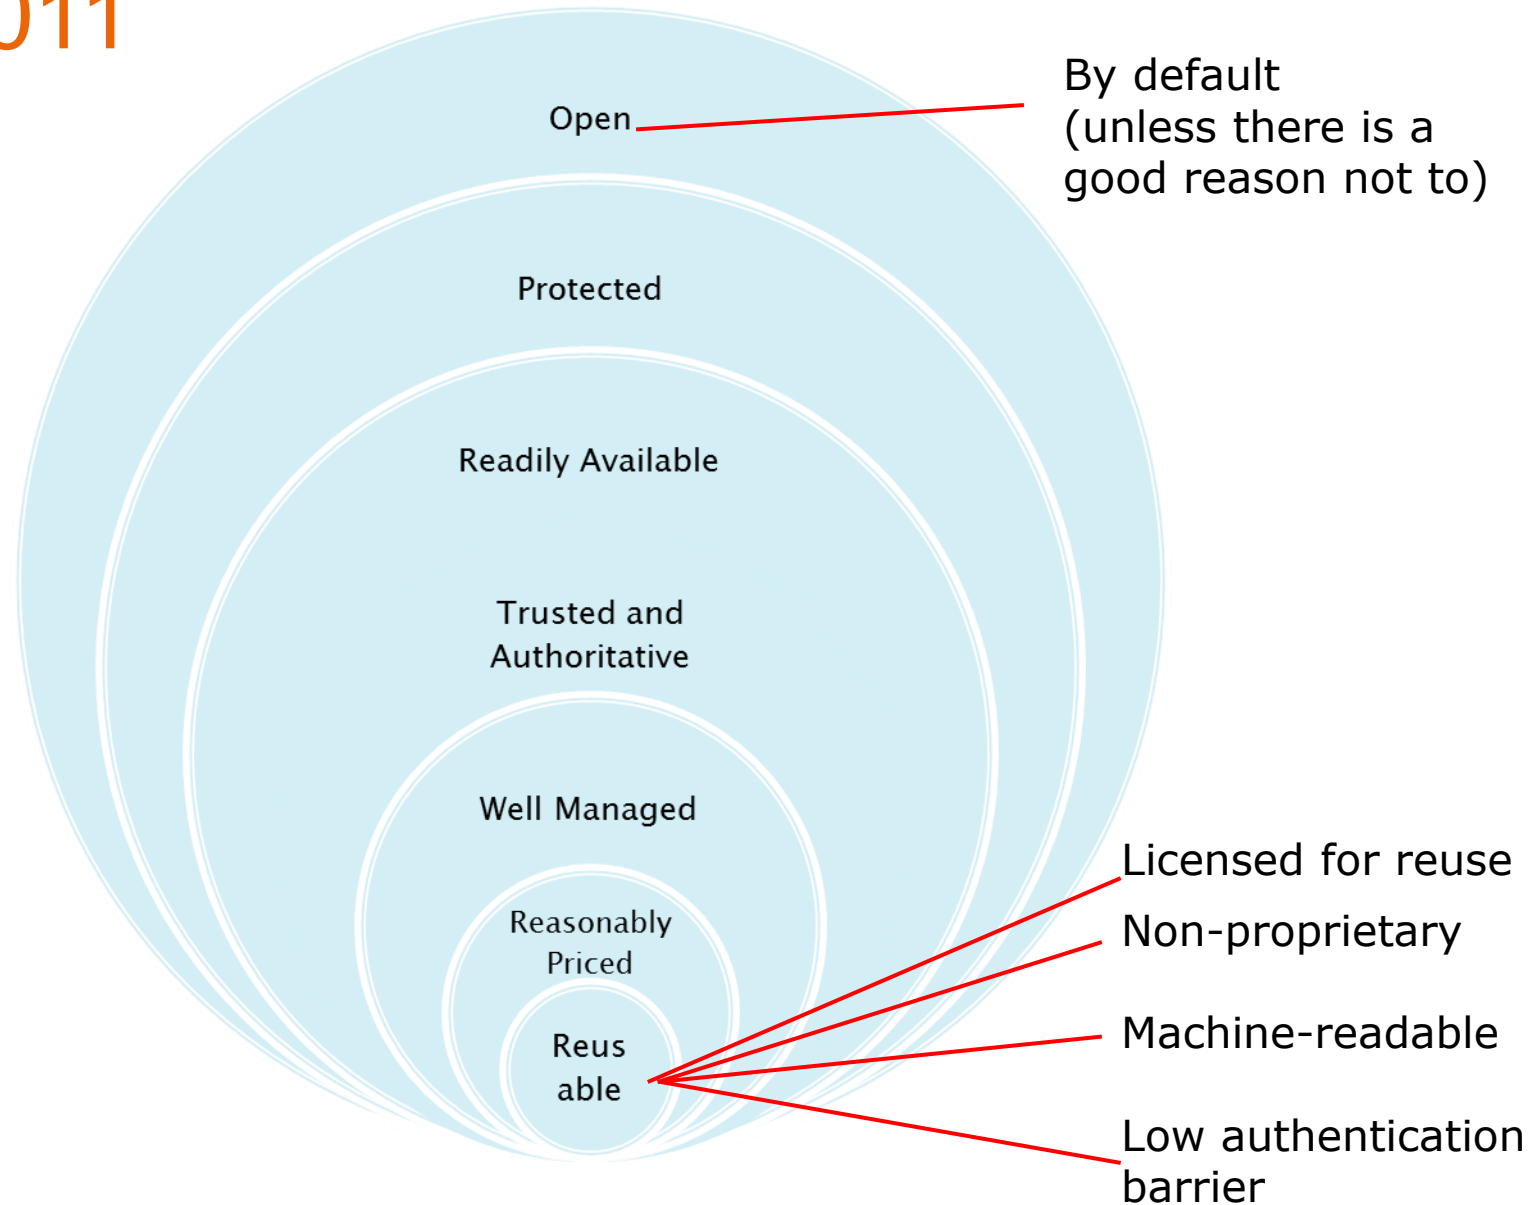 011
Open
By default
(unless there is a
good reason not to)
Protected
Readily Available
Trusted and
Authoritative
Well Managed
Reasonably
Priced
Reus
able
Licensed for reuse
Non-proprietary
Machine-readable
Low authentication
barrier